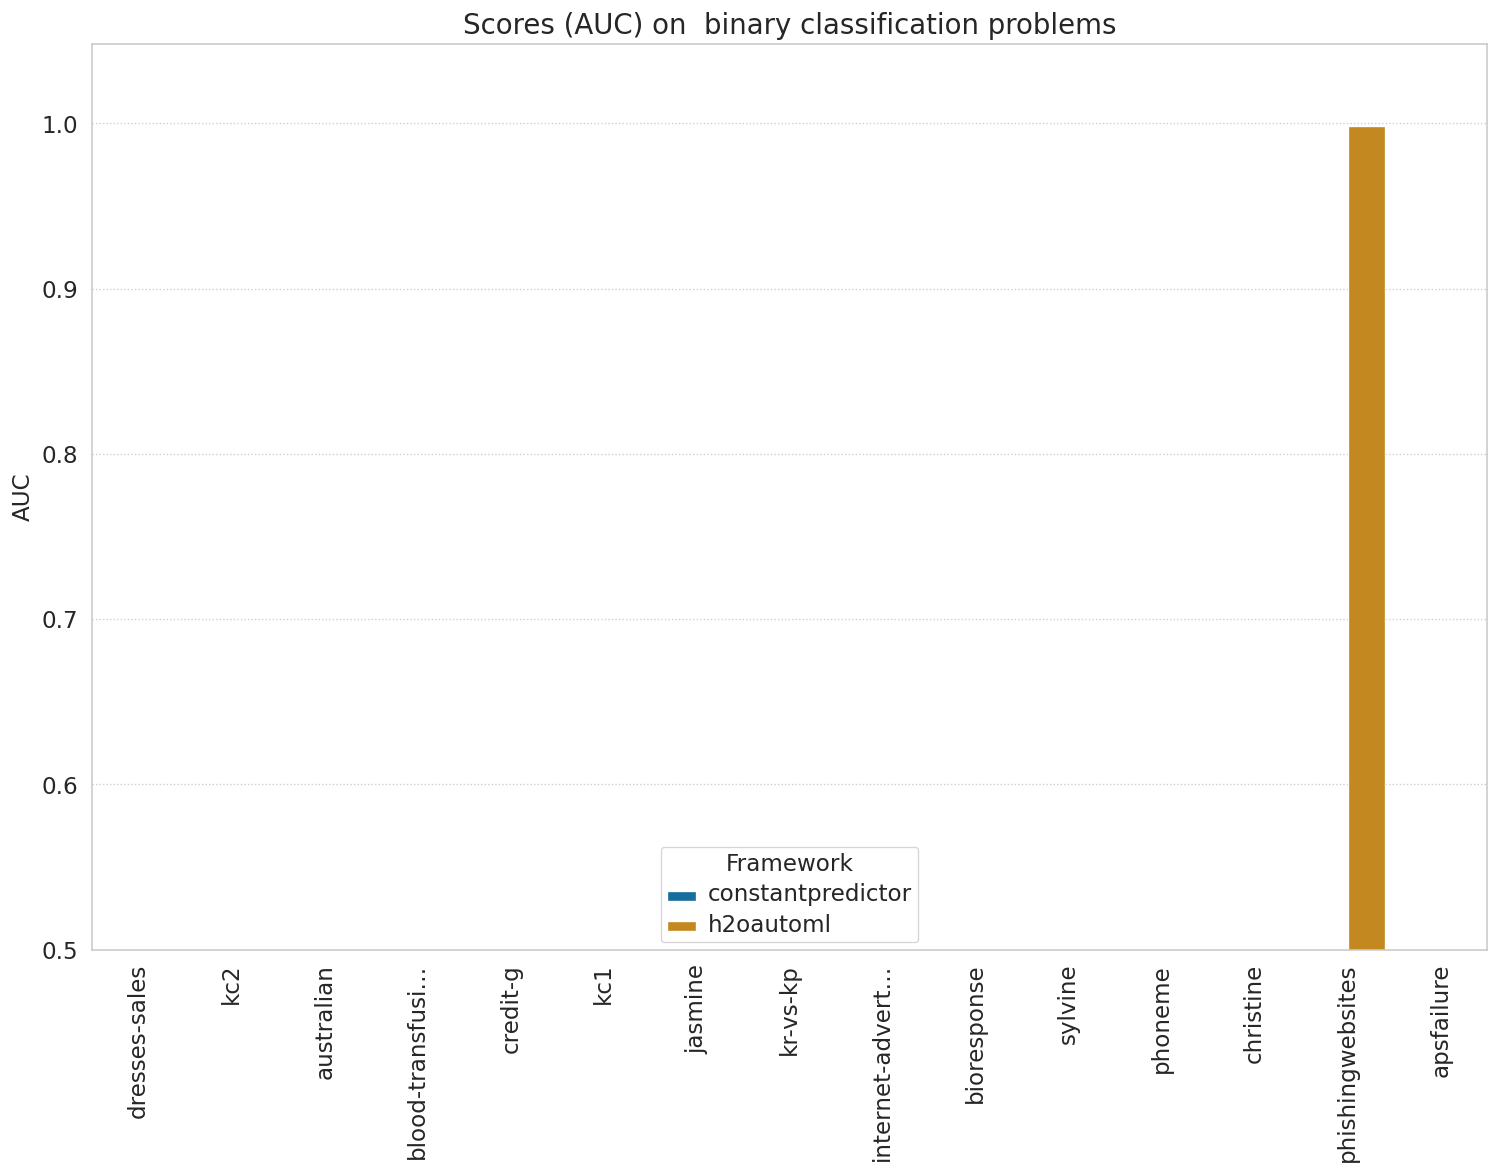 Scores (AUC) on  binary classification problems
1.0
0.9
0.8
0.7
0.6
0.5
AUC
Framework
constantpredictor
h2oautoml
dresses-sales
kc2
australian
blood-transfusi...
credit-g
kc1
jasmine
kr-vs-kp
internet-advert...
bioresponse
sylvine
phoneme
christine
phishingwebsites
apsfailure